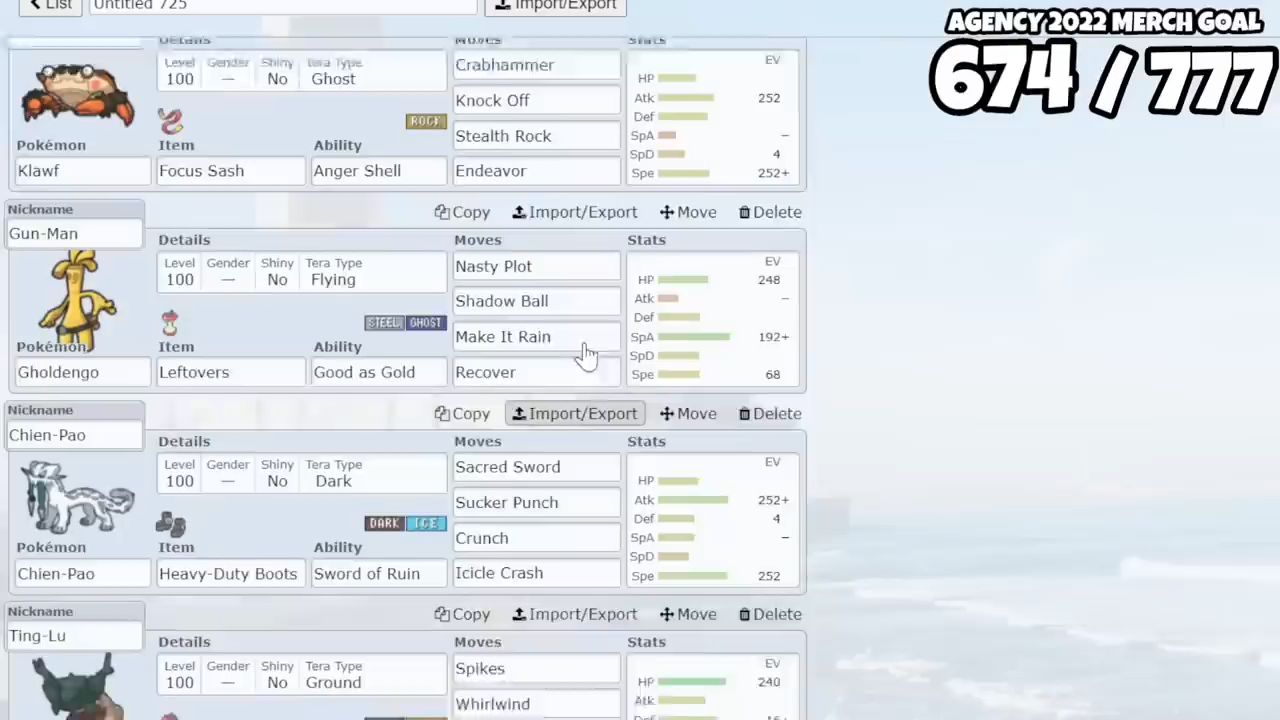 List
Untitled 725
Import/Export
AGENCY 2022 MERCH GOAL
674 / 777
Details
Moves
Stats
Level
Gender
Shiny
Tera Type
100
—
No
Ghost
ROCK
Pokémon
Item
Ability
Klawf
Focus Sash
Anger Shell
Crabhammer
Knock Off
Stealth Rock
Endeavor
EV
HP
Atk 252
Def
SpA –
SpD 4
Spe 252+
Nickname
Gun-Man
Copy
Import/Export
Move
Delete
Details
Moves
Stats
Level
Gender
Shiny
Tera Type
100
—
No
Flying
STEEL
GHOST
Pokémon
Item
Ability
Gholdengo
Leftovers
Good as Gold
Nasty Plot
Shadow Ball
Make It Rain
Recover
EV
HP 248
Atk –
Def
SpA 192+
SpD
Spe 68
Nickname
Chien-Pao
Copy
Import/Export
Move
Delete
Details
Moves
Stats
Level
Gender
Shiny
Tera Type
100
—
No
Dark
DARK
ICE
Pokémon
Item
Ability
Chien-Pao
Heavy-Duty Boots
Sword of Ruin
Sacred Sword
Sucker Punch
Crunch
Icicle Crash
EV
HP
Atk 252+
Def 4
SpA –
SpD
Spe 252
Nickname
Ting-Lu
Copy
Import/Export
Move
Delete
Details
Moves
Stats
Level
Gender
Shiny
Tera Type
100
—
No
Ground
Spikes
Whirlwind
EV
HP 240
Atk
Def 16+